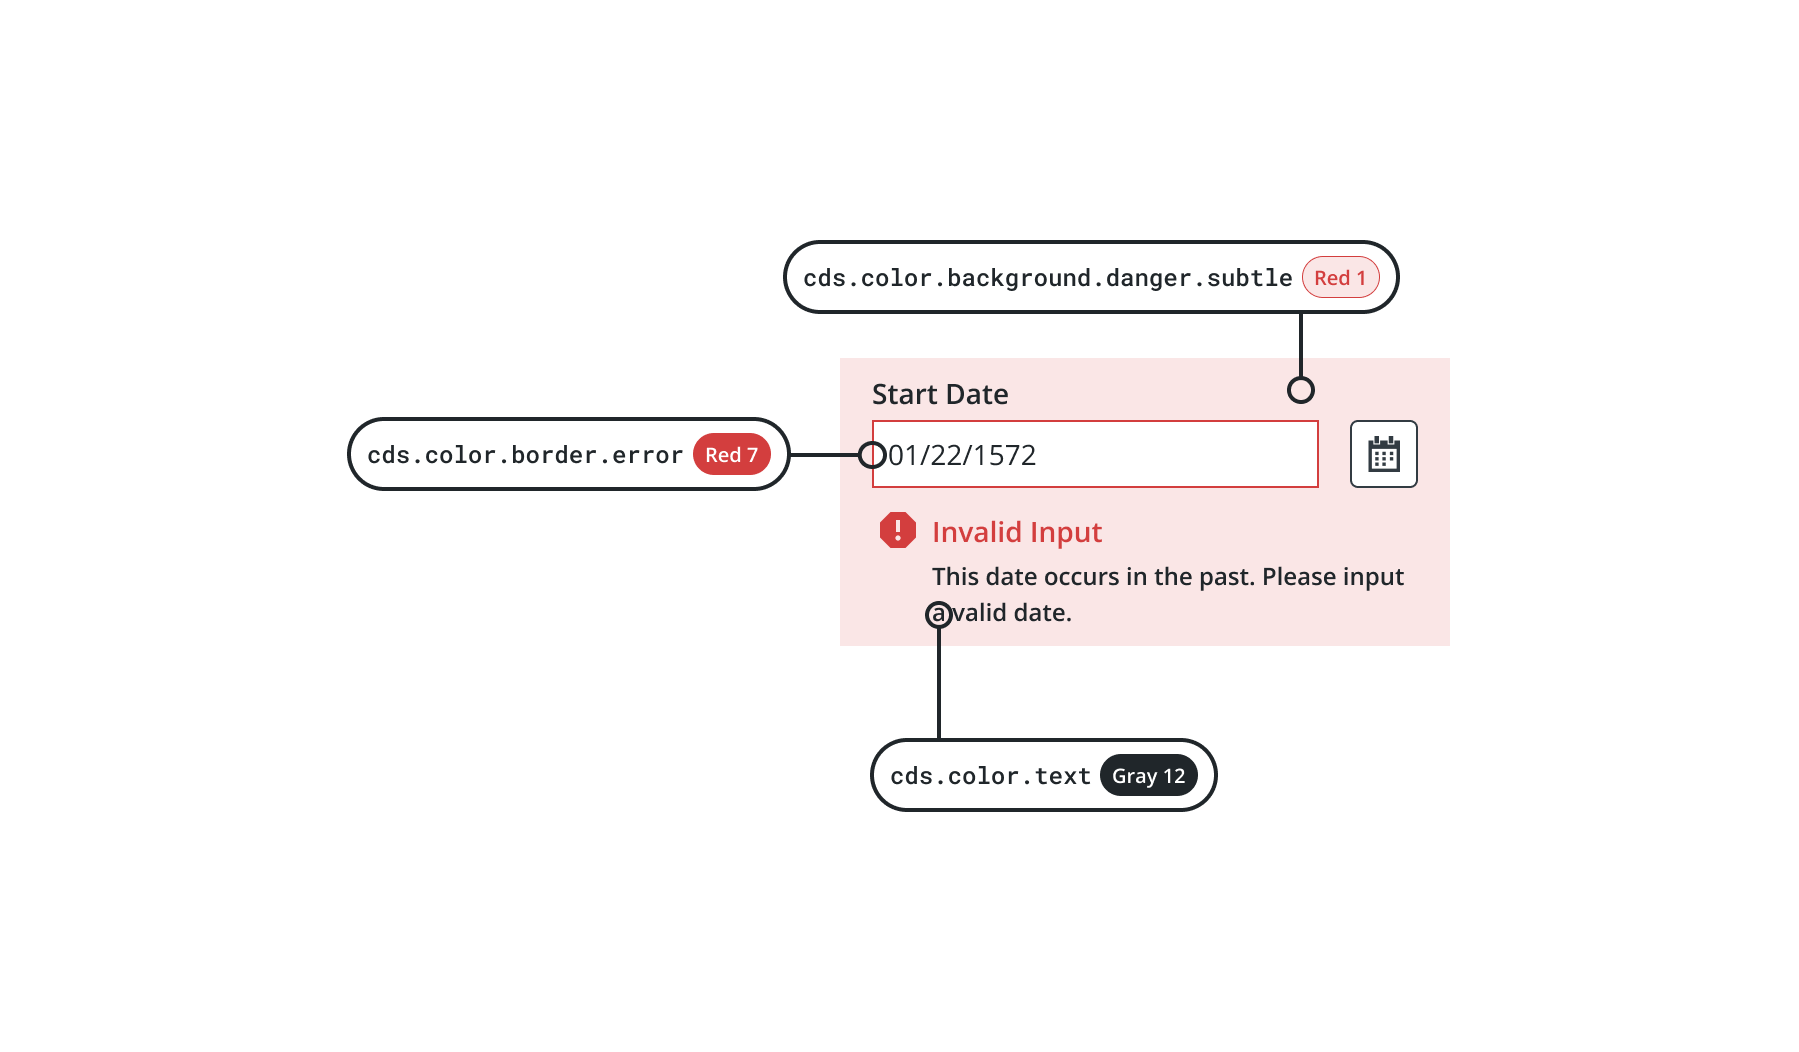 cds.color.background.danger.subtle Red 1
Start Date
cds.color.border.error Red 7
01/22/1572
Invalid Input
This date occurs in the past. Please input
a valid date.
cds.color.text Gray 12